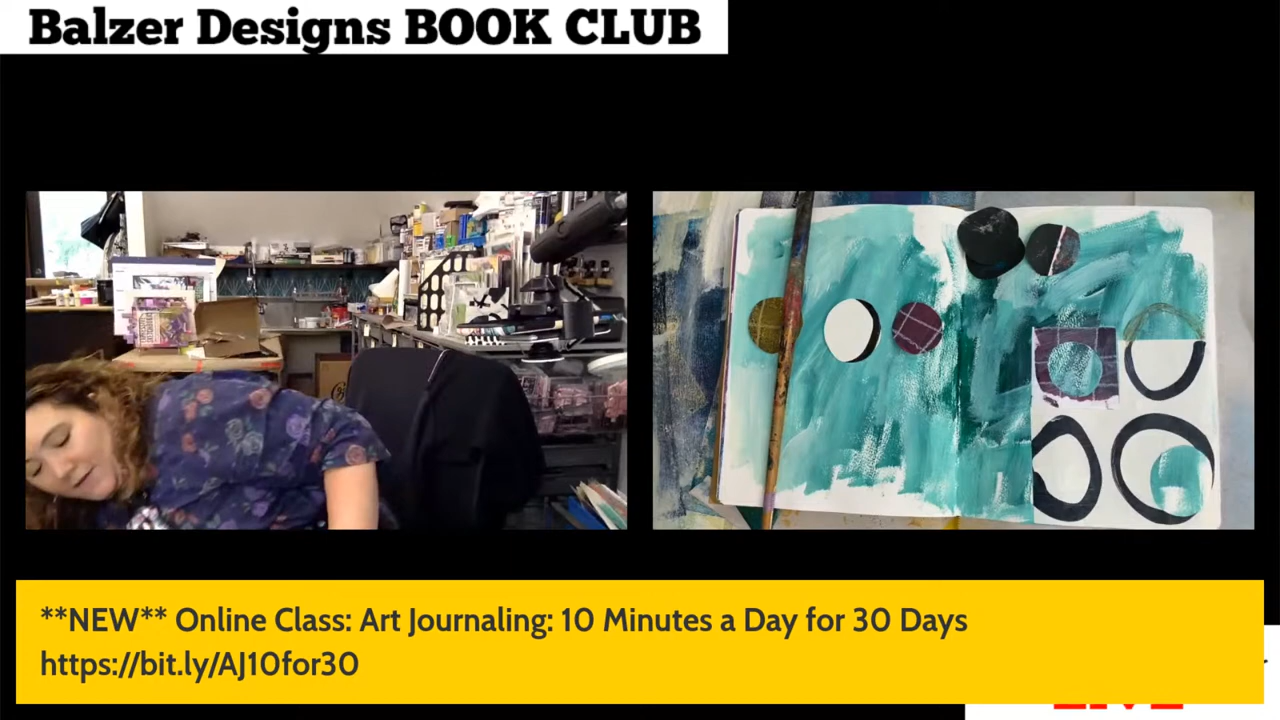 Balzer Designs BOOK CLUB
**NEW** Online Class: Art Journaling: 10 Minutes a Day for 30 Days
https://bit.ly/AJ10for30